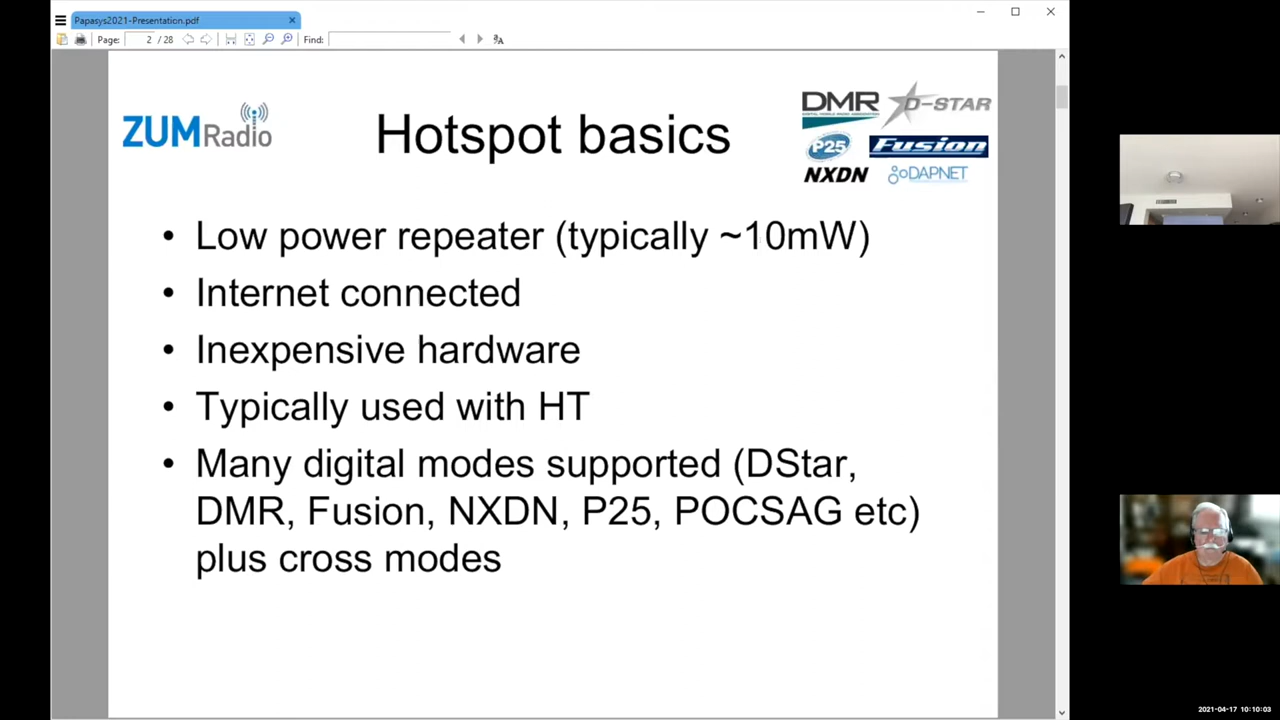 Papasys2021-Presentation.pdf
Page: 2 / 28 Find:
ZUMRadio
Hotspot basics
DMR D-STAR
P25 Fusion
NXDN DAPNET
• Low power repeater (typically ~10mW)
• Internet connected
• Inexpensive hardware
• Typically used with HT
• Many digital modes supported (DStar,
DMR, Fusion, NXDN, P25, POCSAG etc)
plus cross modes
2021-04-17 10:10:03